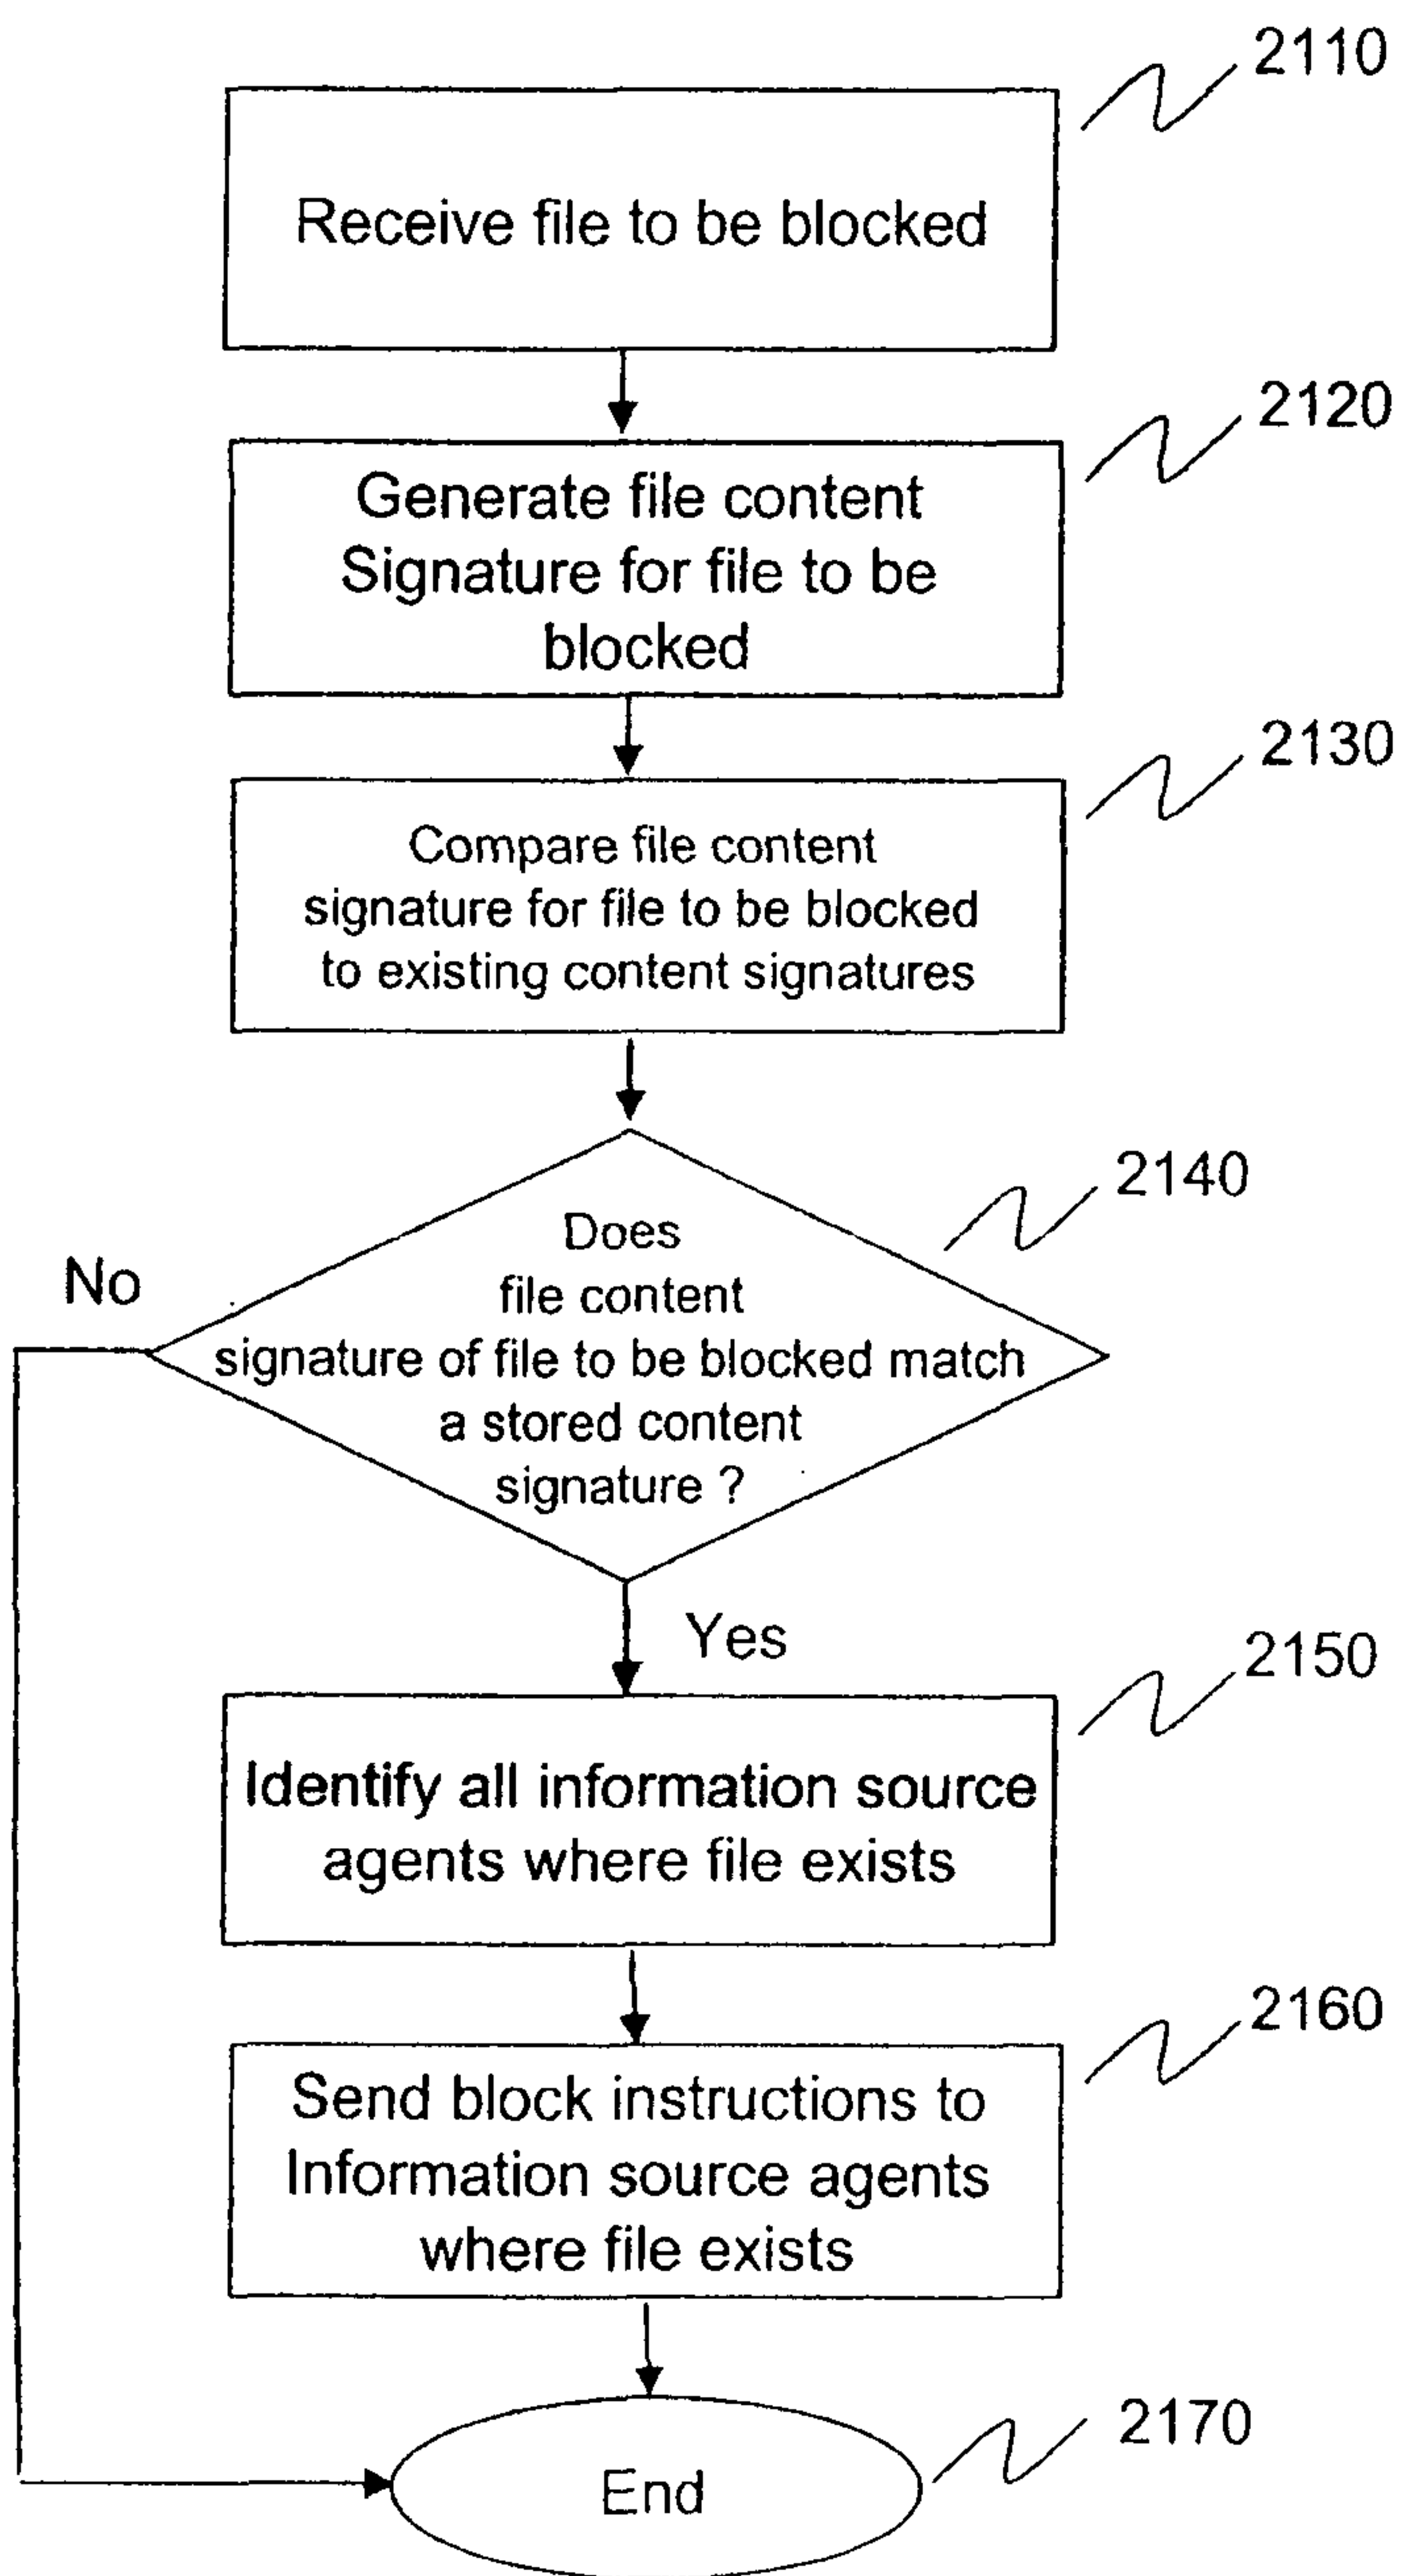 2110
Receive file to be blocked
2120
Generate file content
Signature for file to be
blocked
2130
Compare file content
signature for file to be blocked
to existing content signatures
2140
No
Does
file content
signature of file to be blocked match
a stored content
signature ?
Yes
2150
Identify all information source
agents where file exists
2160
Send block instructions to
Information source agents
where file exists
2170
End